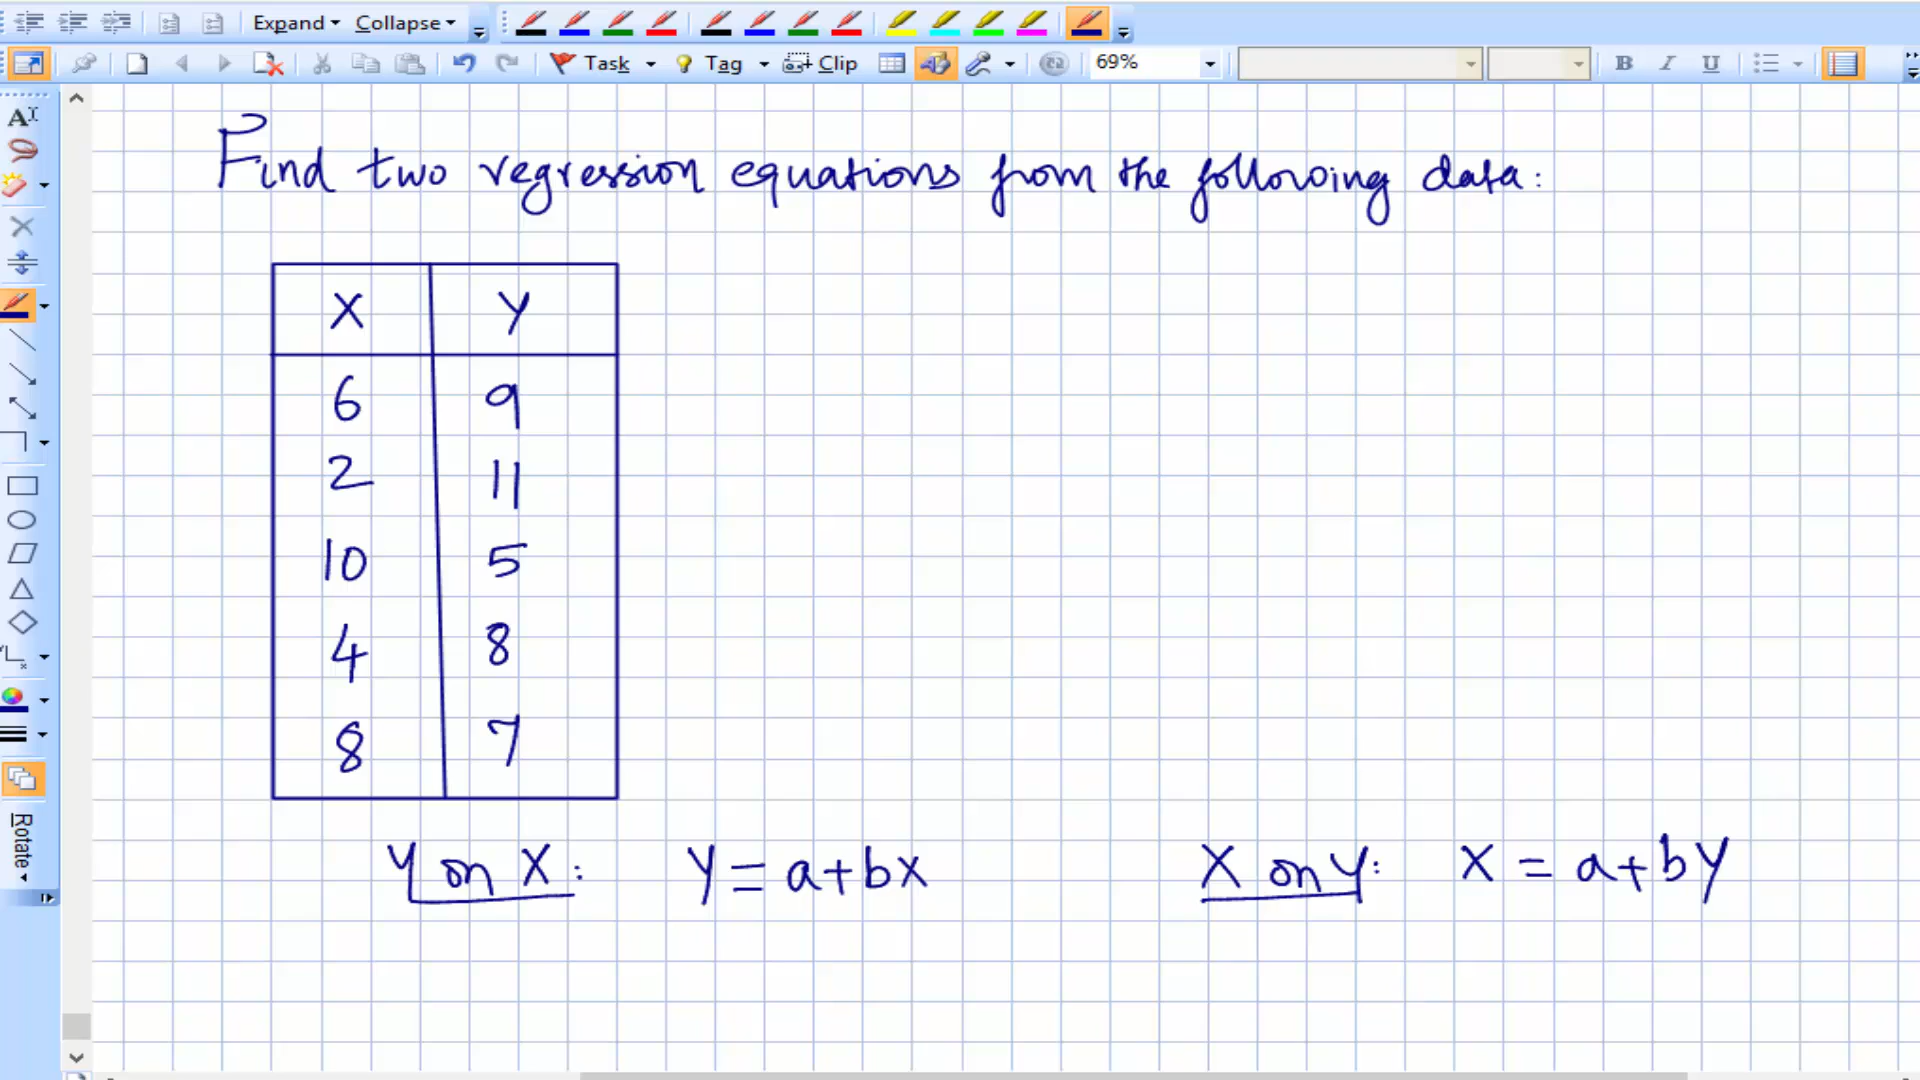 Expand Collapse
Task Tag Clip 69% B I U
A
Find two regression equations from the following data:
X Y
6 9
2 11
10 5
4 8
8 7
Rotate
Y on X: Y = a+bx X on Y: X = a+by